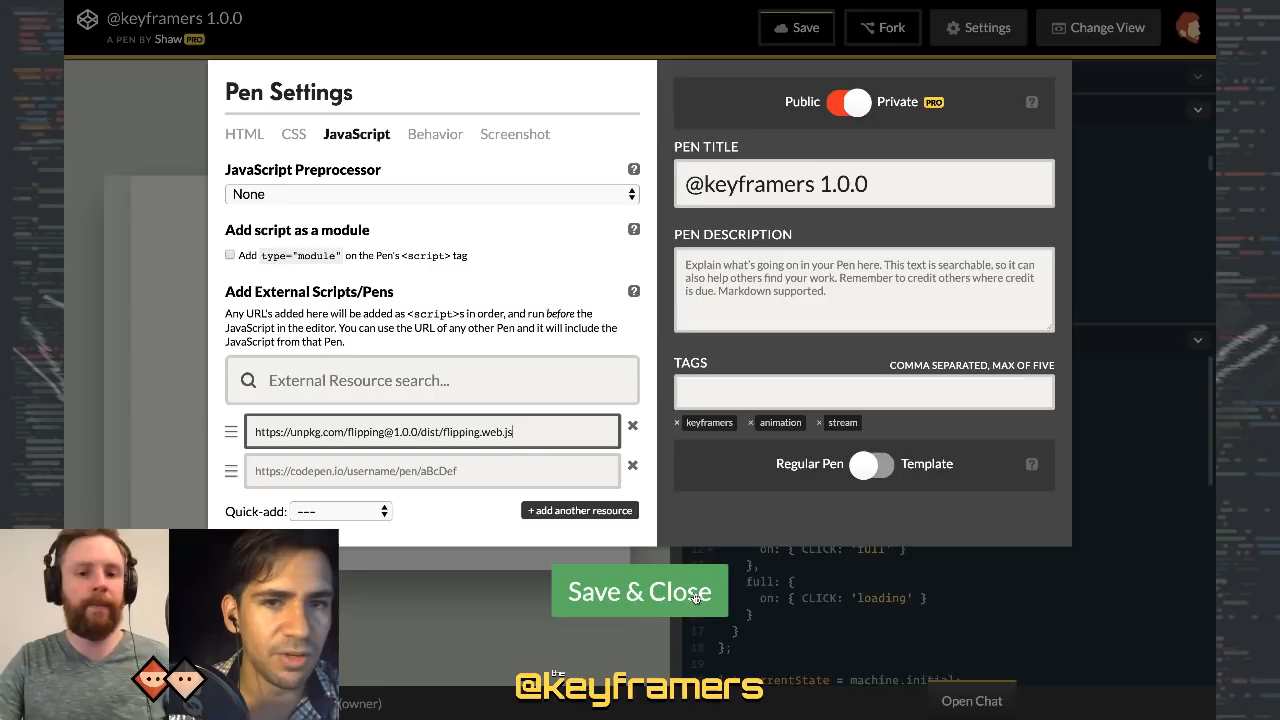 @keyframers 1.0.0
A PEN BY Shaw PRO
Save
Fork
Settings
Change View
Pen Settings
HTML CSS JavaScript Behavior Screenshot
JavaScript Preprocessor
None
Add script as a module
Add type="module" on the Pen's <script> tag
Add External Scripts/Pens
Any URL's added here will be added as <script>s in order, and run before the
JavaScript in the editor. You can use the URL of any other Pen and it will include the
JavaScript from that Pen.
External Resource search...
https://unpkg.com/flipping@1.0.0/dist/flipping.web.js
https://codepen.io/username/pen/aBcDef
Quick-add: ---
+ add another resource
Public Private PRO
PEN TITLE
@keyframers 1.0.0
PEN DESCRIPTION
Explain what's going on in your Pen here. This text is searchable, so it can
also help others find your work. Remember to credit others where credit
is due. Markdown supported.
TAGS
COMMA SEPARATED, MAX OF FIVE
× keyframers × animation × stream
Regular Pen Template
Save & Close
on: { CLICK: 'full' }
},
full: {
on: { CLICK: 'loading' }
}
17 }
18 };
19
currentState = machine.initial;
(owner)
Open Chat
the
@keyframers